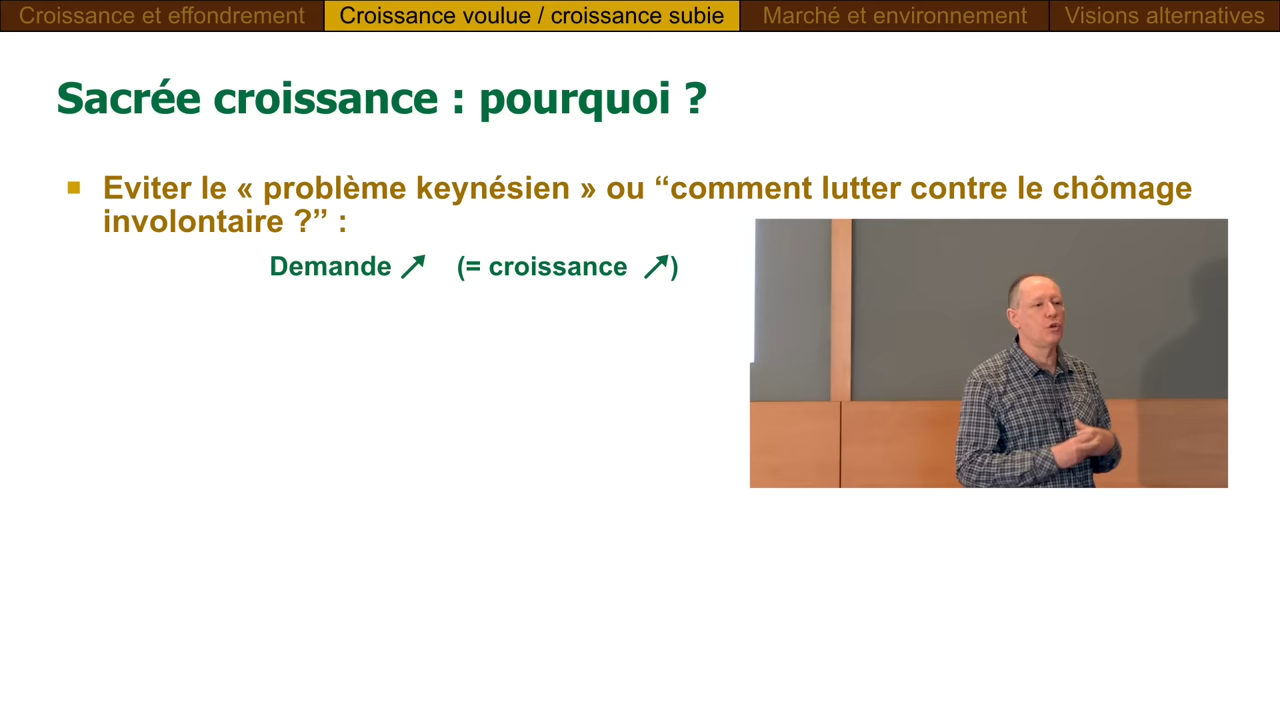 Croissance et effondrement
Croissance voulue / croissance subie
Marché et environnement
Visions alternatives
Sacrée croissance : pourquoi ?
Eviter le « problème keynésien » ou “comment lutter contre le chômage
involontaire ?” :
Demande ↗ (= croissance ↗)